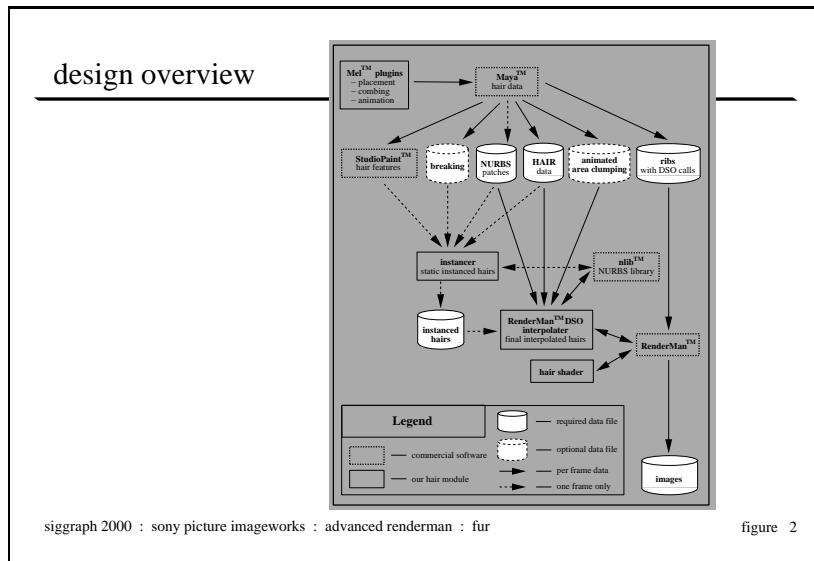 design overview
Mel™ plugins
– placement
– combing
– animation
Maya™
hair data
StudioPaint™
hair features
breaking
NURBS
patches
HAIR
data
animated
area clumping
ribs
with DSO calls
instancer
static instanced hairs
nlib™
NURBS library
instanced
hairs
RenderMan™ DSO
interpolater
final interpolated hairs
RenderMan™
hair shader
Legend
required data file
commercial software
optional data file
our hair module
per frame data
one frame only
images
siggraph 2000 : sony picture imageworks : advanced renderman : fur
figure 2